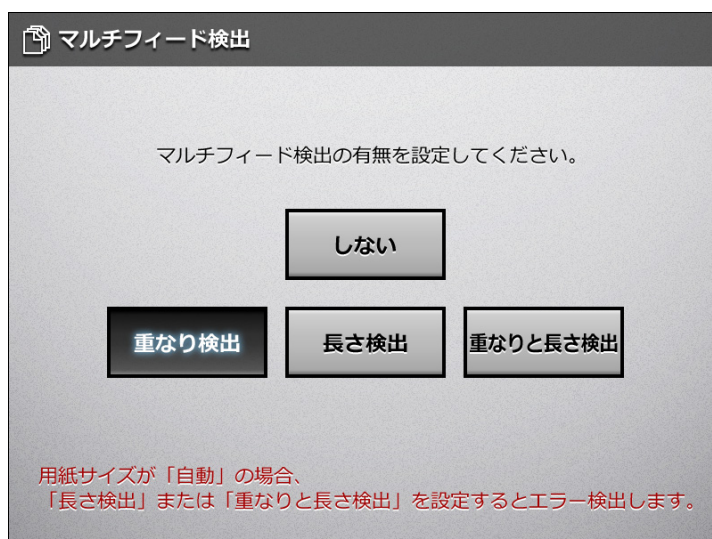 マルチフィード検出
マルチフィード検出の有無を設定してください。
しない
重なり検出
長さ検出
重なりと長さ検出
用紙サイズが「自動」の場合、
「長さ検出」または「重なりと長さ検出」を設定するとエラー検出します。